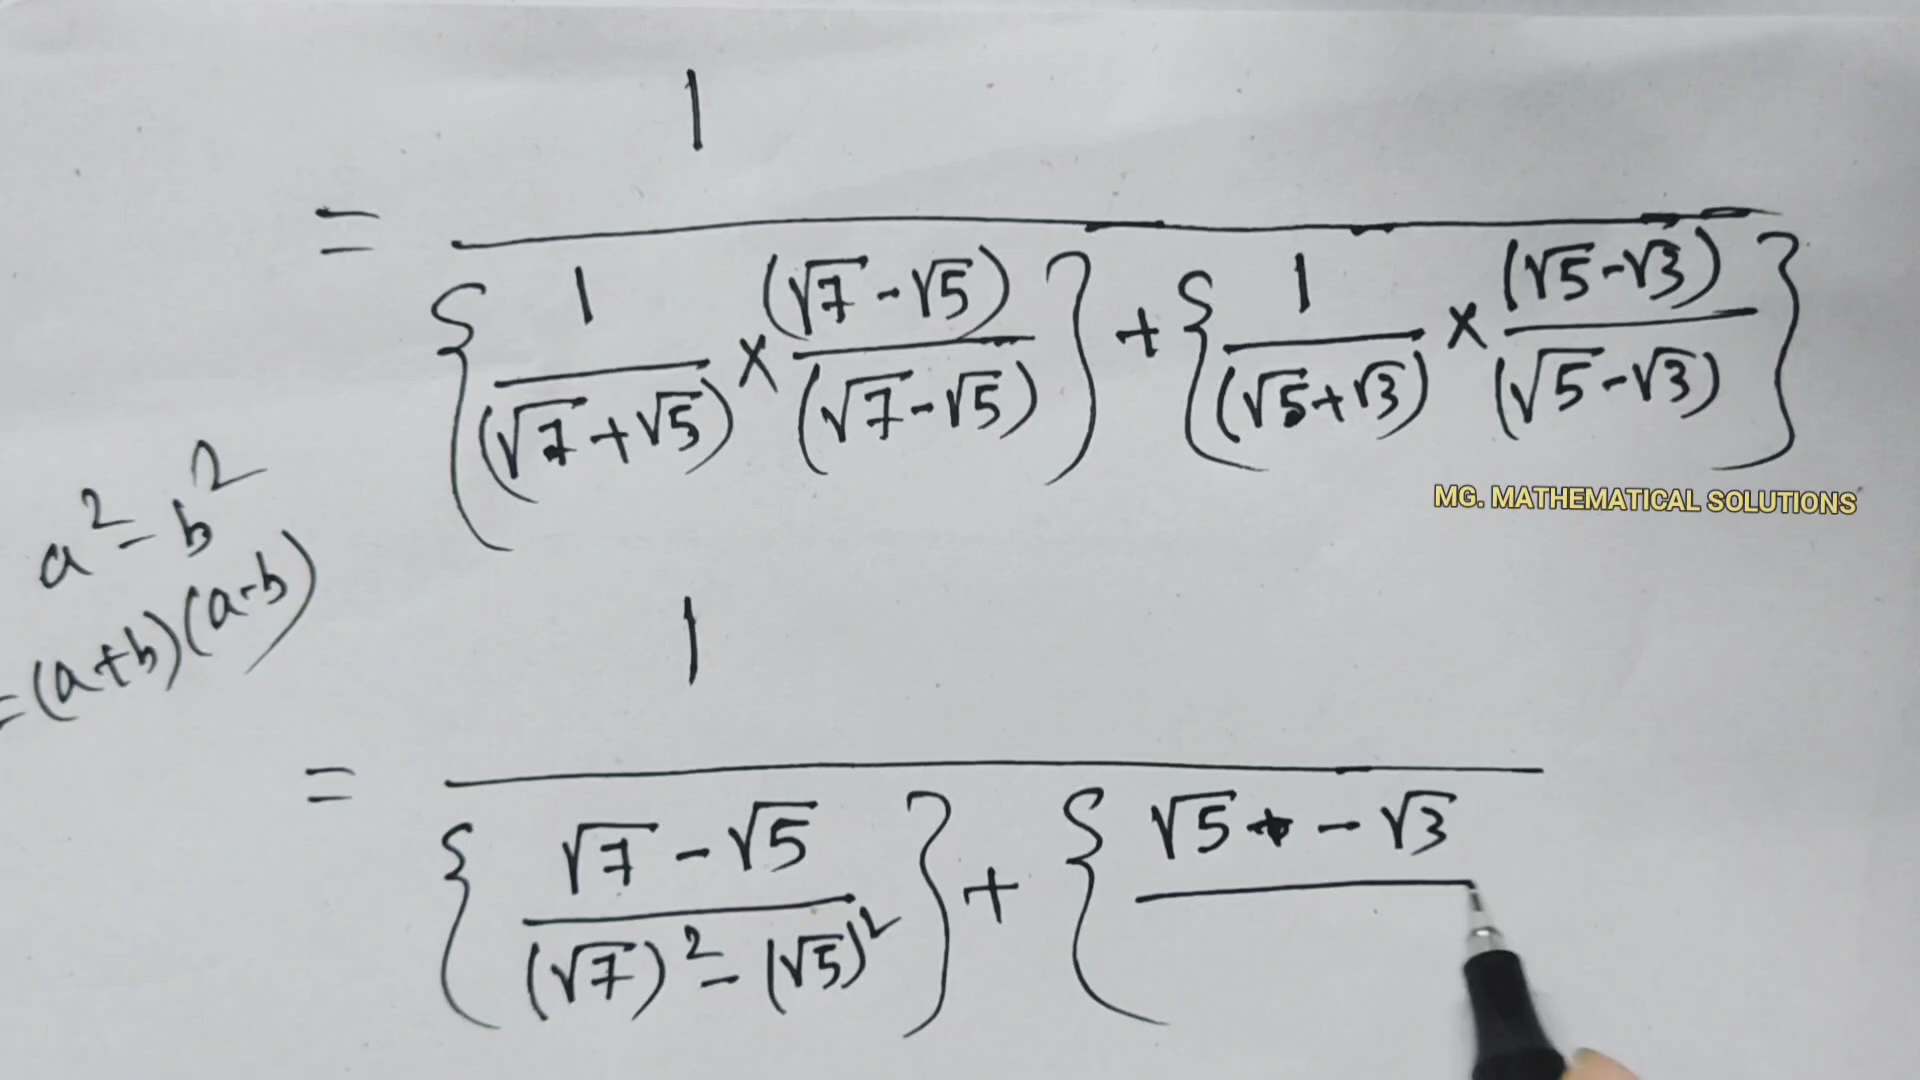 1
= ———
{ 1/(√7+√5) × (√7-√5)/(√7-√5) } + { 1/(√5+√3) × (√5-√3)/(√5-√3) }
MG. MATHEMATICAL SOLUTIONS
a² - b²
= (a+b)(a-b)
1
= ———
{ (√7 - √5)/((√7)² - (√5)²) } + { √5 - √3